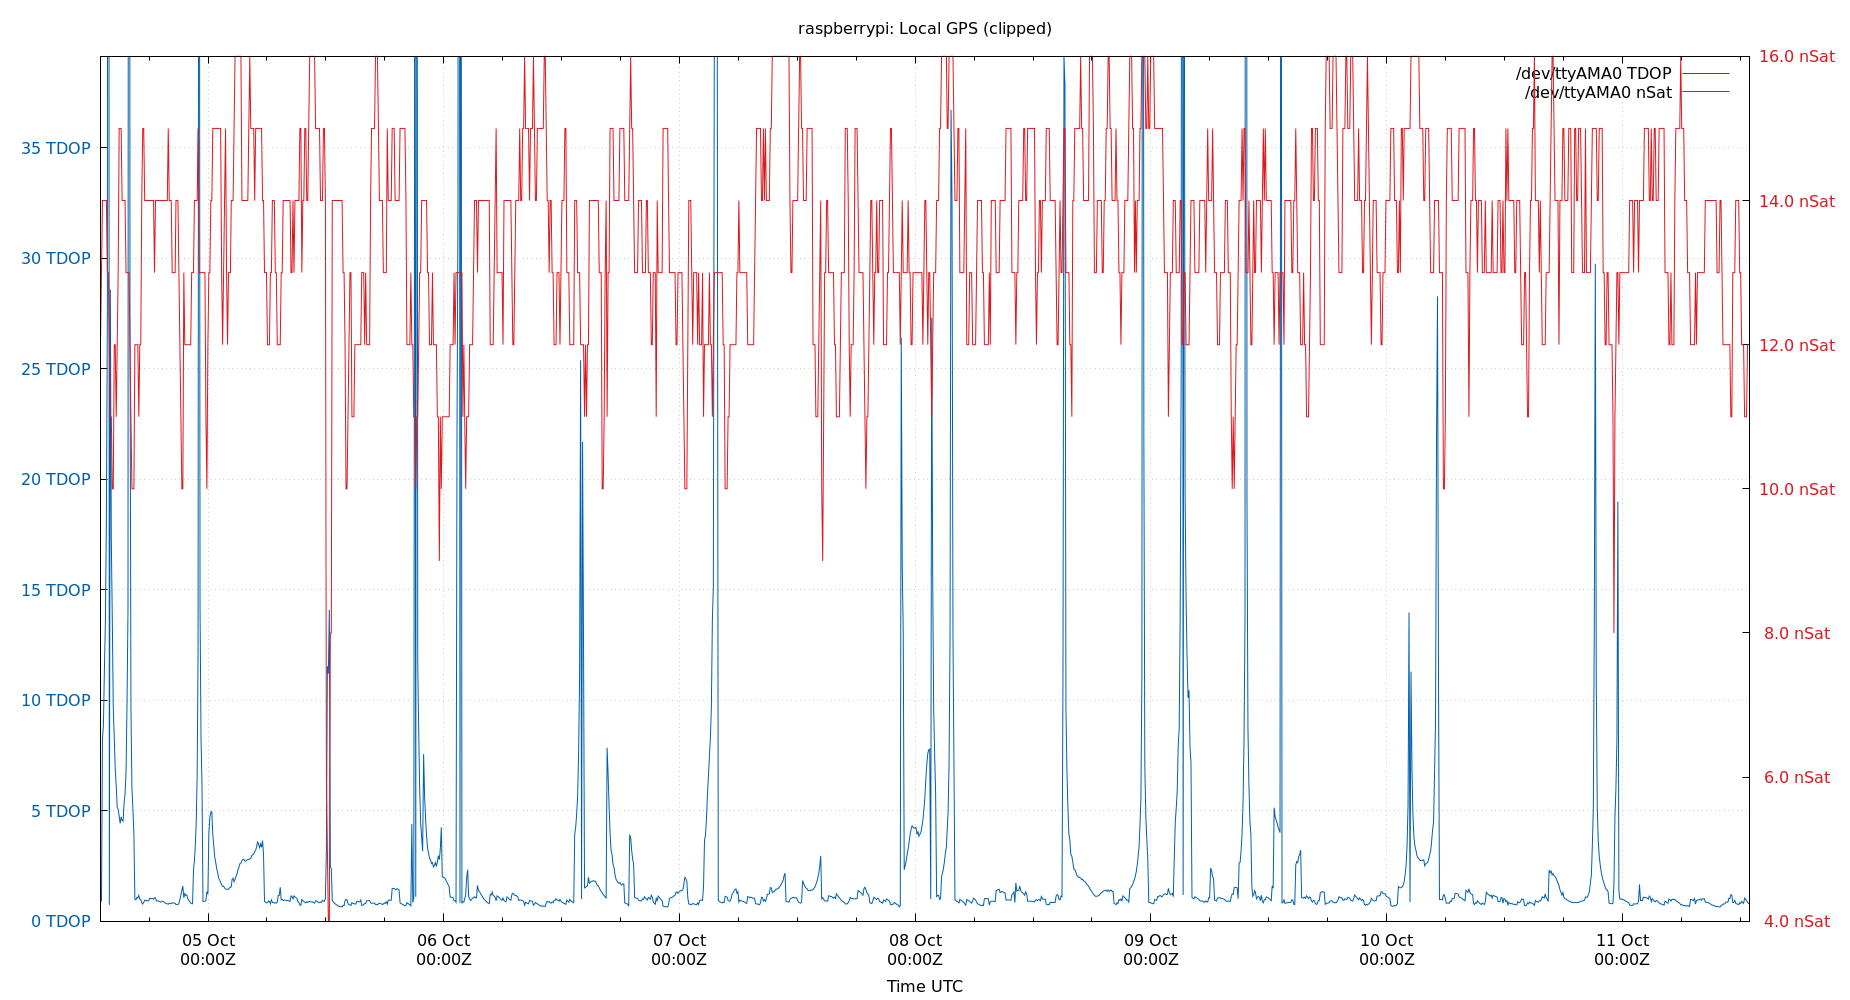 raspberrypi: Local GPS (clipped)
16.0 nSat
/dev/ttyAMA0 TDOP
/dev/ttyAMA0 nSat
35 TDOP
14.0 nSat
30 TDOP
12.0 nSat
25 TDOP
20 TDOP
10.0 nSat
15 TDOP
8.0 nSat
10 TDOP
6.0 nSat
5 TDOP
0 TDOP
4.0 nSat
05 Oct
00:00Z
06 Oct
00:00Z
07 Oct
00:00Z
08 Oct
00:00Z
09 Oct
00:00Z
10 Oct
00:00Z
11 Oct
00:00Z
Time UTC